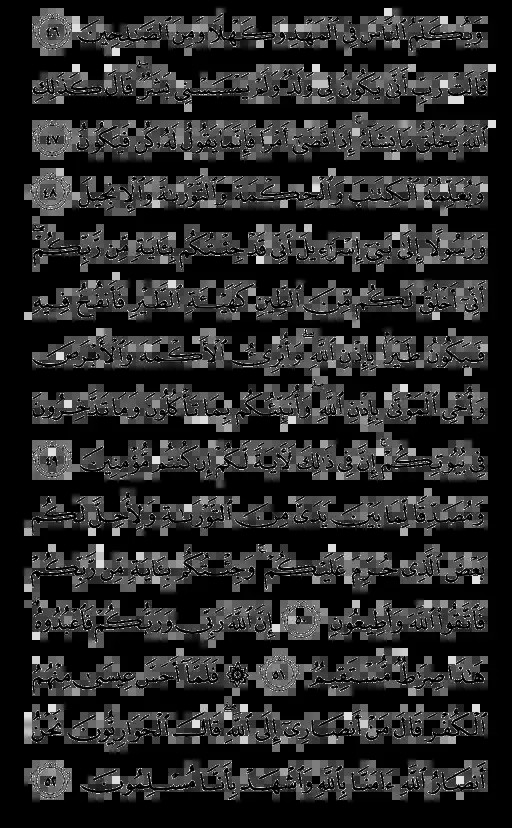 وَيُكَلِّمُ النَّاسَ فِي الْمَهْدِ وَكَهْلًا وَمِنَ الصَّالِحِينَ ٤٦
قَالَتْ رَبِّ أَنَّىٰ يَكُونُ لِي وَلَدٌ وَلَمْ يَمْسَسْنِي بَشَرٌ ۖ قَالَ كَذَٰلِكِ
اللَّهُ يَخْلُقُ مَا يَشَاءُ ۚ إِذَا قَضَىٰ أَمْرًا فَإِنَّمَا يَقُولُ لَهُ كُن فَيَكُونُ ٤٧
وَيُعَلِّمُهُ الْكِتَابَ وَالْحِكْمَةَ وَالتَّوْرَاةَ وَالْإِنجِيلَ ٤٨
وَرَسُولًا إِلَىٰ بَنِي إِسْرَائِيلَ أَنِّي قَدْ جِئْتُكُم بِآيَةٍ مِّن رَّبِّكُمْ ۖ
أَنِّي أَخْلُقُ لَكُم مِّنَ الطِّينِ كَهَيْئَةِ الطَّيْرِ فَأَنفُخُ فِيهِ
فَيَكُونُ طَيْرًا بِإِذْنِ اللَّهِ ۖ وَأُبْرِئُ الْأَكْمَهَ وَالْأَبْرَصَ
وَأُحْيِي الْمَوْتَىٰ بِإِذْنِ اللَّهِ ۖ وَأُنَبِّئُكُم بِمَا تَأْكُلُونَ وَمَا تَدَّخِرُونَ
فِي بُيُوتِكُمْ ۚ إِنَّ فِي ذَٰلِكَ لَآيَةً لَّكُمْ إِن كُنتُم مُّؤْمِنِينَ ٤٩
وَمُصَدِّقًا لِّمَا بَيْنَ يَدَيَّ مِنَ التَّوْرَاةِ وَلِأُحِلَّ لَكُم
بَعْضَ الَّذِي حُرِّمَ عَلَيْكُمْ ۚ وَجِئْتُكُم بِآيَةٍ مِّن رَّبِّكُمْ
فَاتَّقُوا اللَّهَ وَأَطِيعُونِ ٥٠ إِنَّ اللَّهَ رَبِّي وَرَبُّكُمْ فَاعْبُدُوهُ ۗ
هَٰذَا صِرَاطٌ مُّسْتَقِيمٌ ٥١ ۞ فَلَمَّا أَحَسَّ عِيسَىٰ مِنْهُمُ
الْكُفْرَ قَالَ مَنْ أَنصَارِي إِلَى اللَّهِ ۖ قَالَ الْحَوَارِيُّونَ نَحْنُ
أَنصَارُ اللَّهِ آمَنَّا بِاللَّهِ وَاشْهَدْ بِأَنَّا مُسْلِمُونَ ٥٢